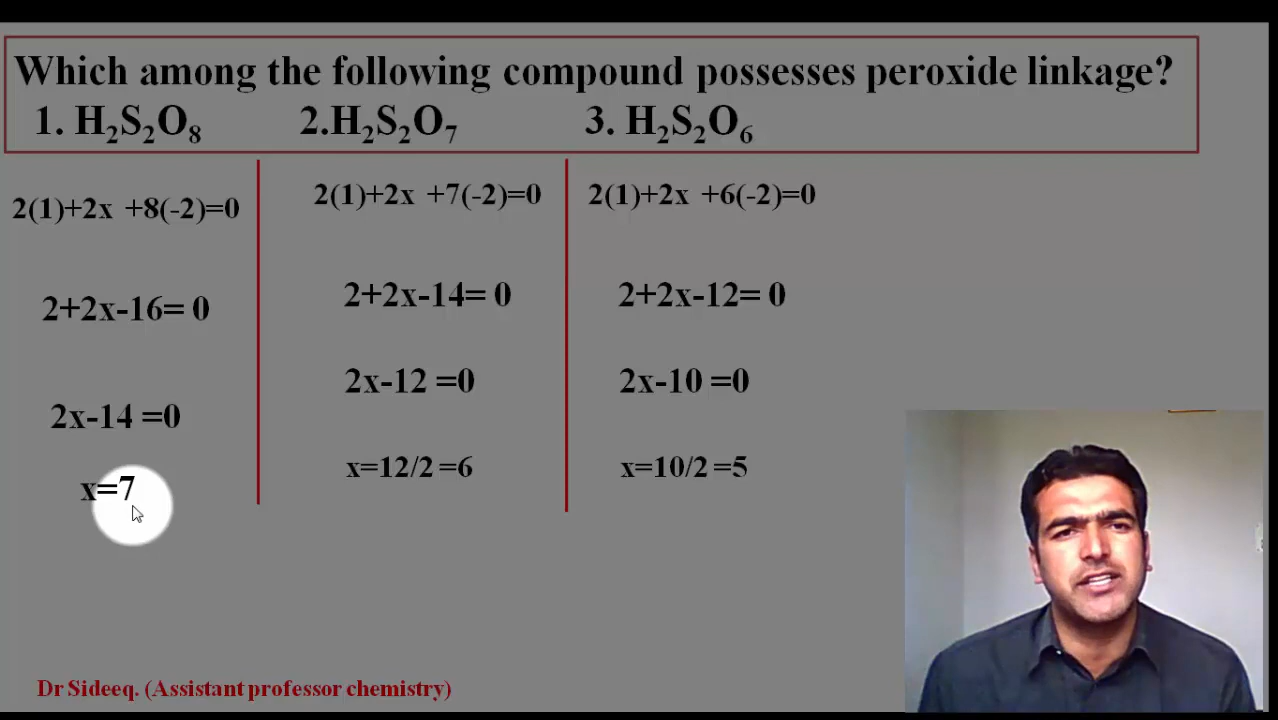 Which among the following compound possesses peroxide linkage?
1. H₂S₂O₈ 2.H₂S₂O₇ 3. H₂S₂O₆
2(1)+2x +8(-2)=0
2+2x-16= 0
2x-14 =0
x=7
2(1)+2x +7(-2)=0
2+2x-14= 0
2x-12 =0
x=12/2 =6
2(1)+2x +6(-2)=0
2+2x-12= 0
2x-10 =0
x=10/2 =5
Dr Sideeq. (Assistant professor chemistry)